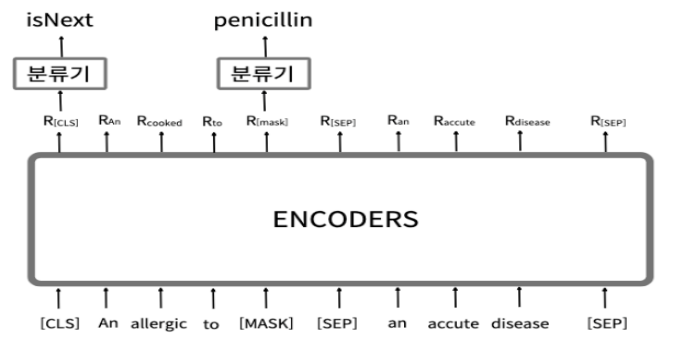 isNext penicillin
분류기 분류기
R[CLS] RAn Rcooked Rto R[mask] R[SEP] Ran Raccute Rdisease R[SEP]
ENCODERS
[CLS] An allergic to [MASK] [SEP] an accute disease [SEP]